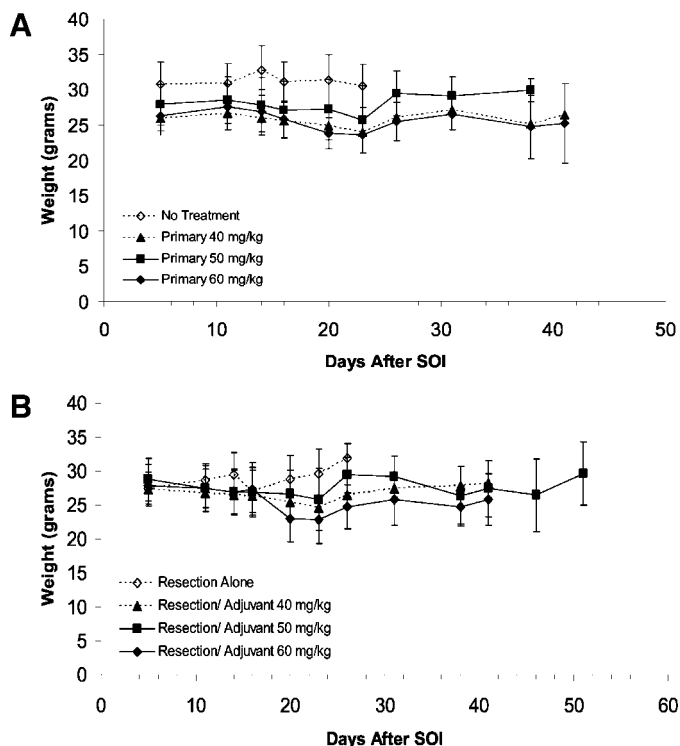 A
40
35
30
25
20
15
10
5
0
Weight (grams)
No Treatment
Primary 40 mg/kg
Primary 50 mg/kg
Primary 60 mg/kg
0 10 20 30 40 50
Days After SOI
B
40
35
30
25
20
15
10
5
0
Weight (grams)
Resection Alone
Resection/ Adjuvant 40 mg/kg
Resection/ Adjuvant 50 mg/kg
Resection/ Adjuvant 60 mg/kg
0 10 20 30 40 50 60
Days After SOI